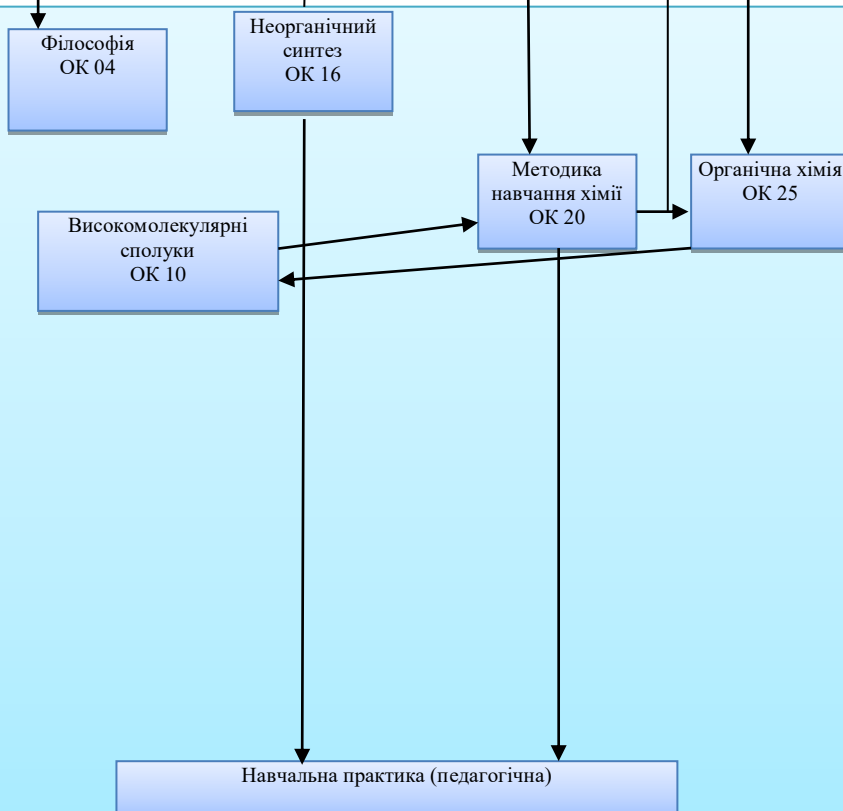 Філософія
ОК 04
Неорганічний
синтез
ОК 16
Методика
навчання хімії
ОК 20
Органічна хімія
ОК 25
Високомолекулярні
сполуки
ОК 10
Навчальна практика (педагогічна)